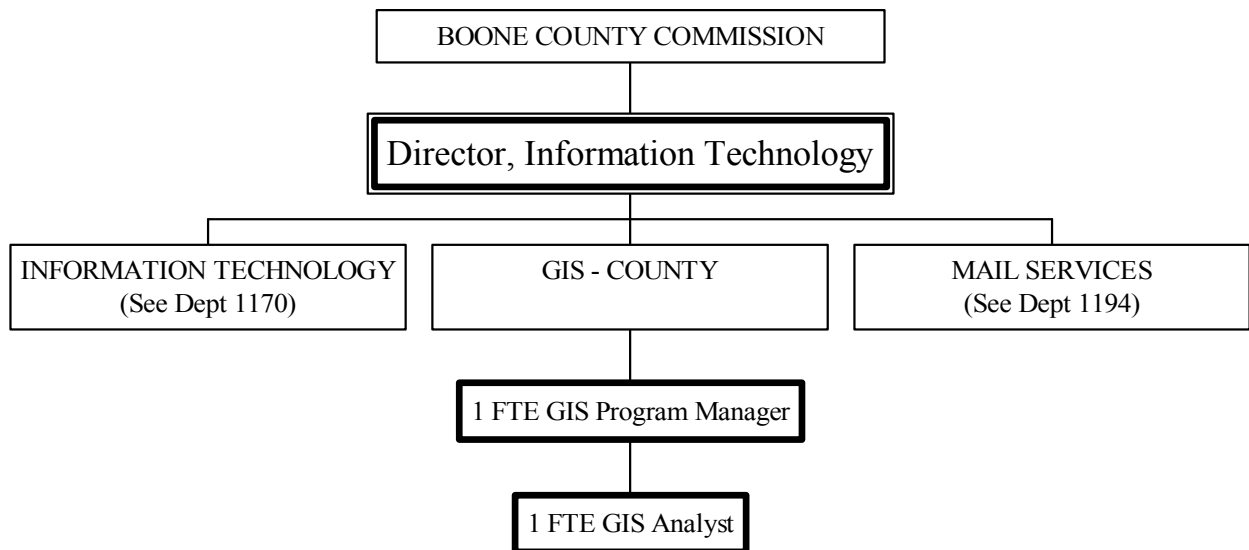 BOONE COUNTY COMMISSION
Director, Information Technology
INFORMATION TECHNOLOGY
(See Dept 1170)
GIS - COUNTY
MAIL SERVICES
(See Dept 1194)
1 FTE GIS Program Manager
1 FTE GIS Analyst